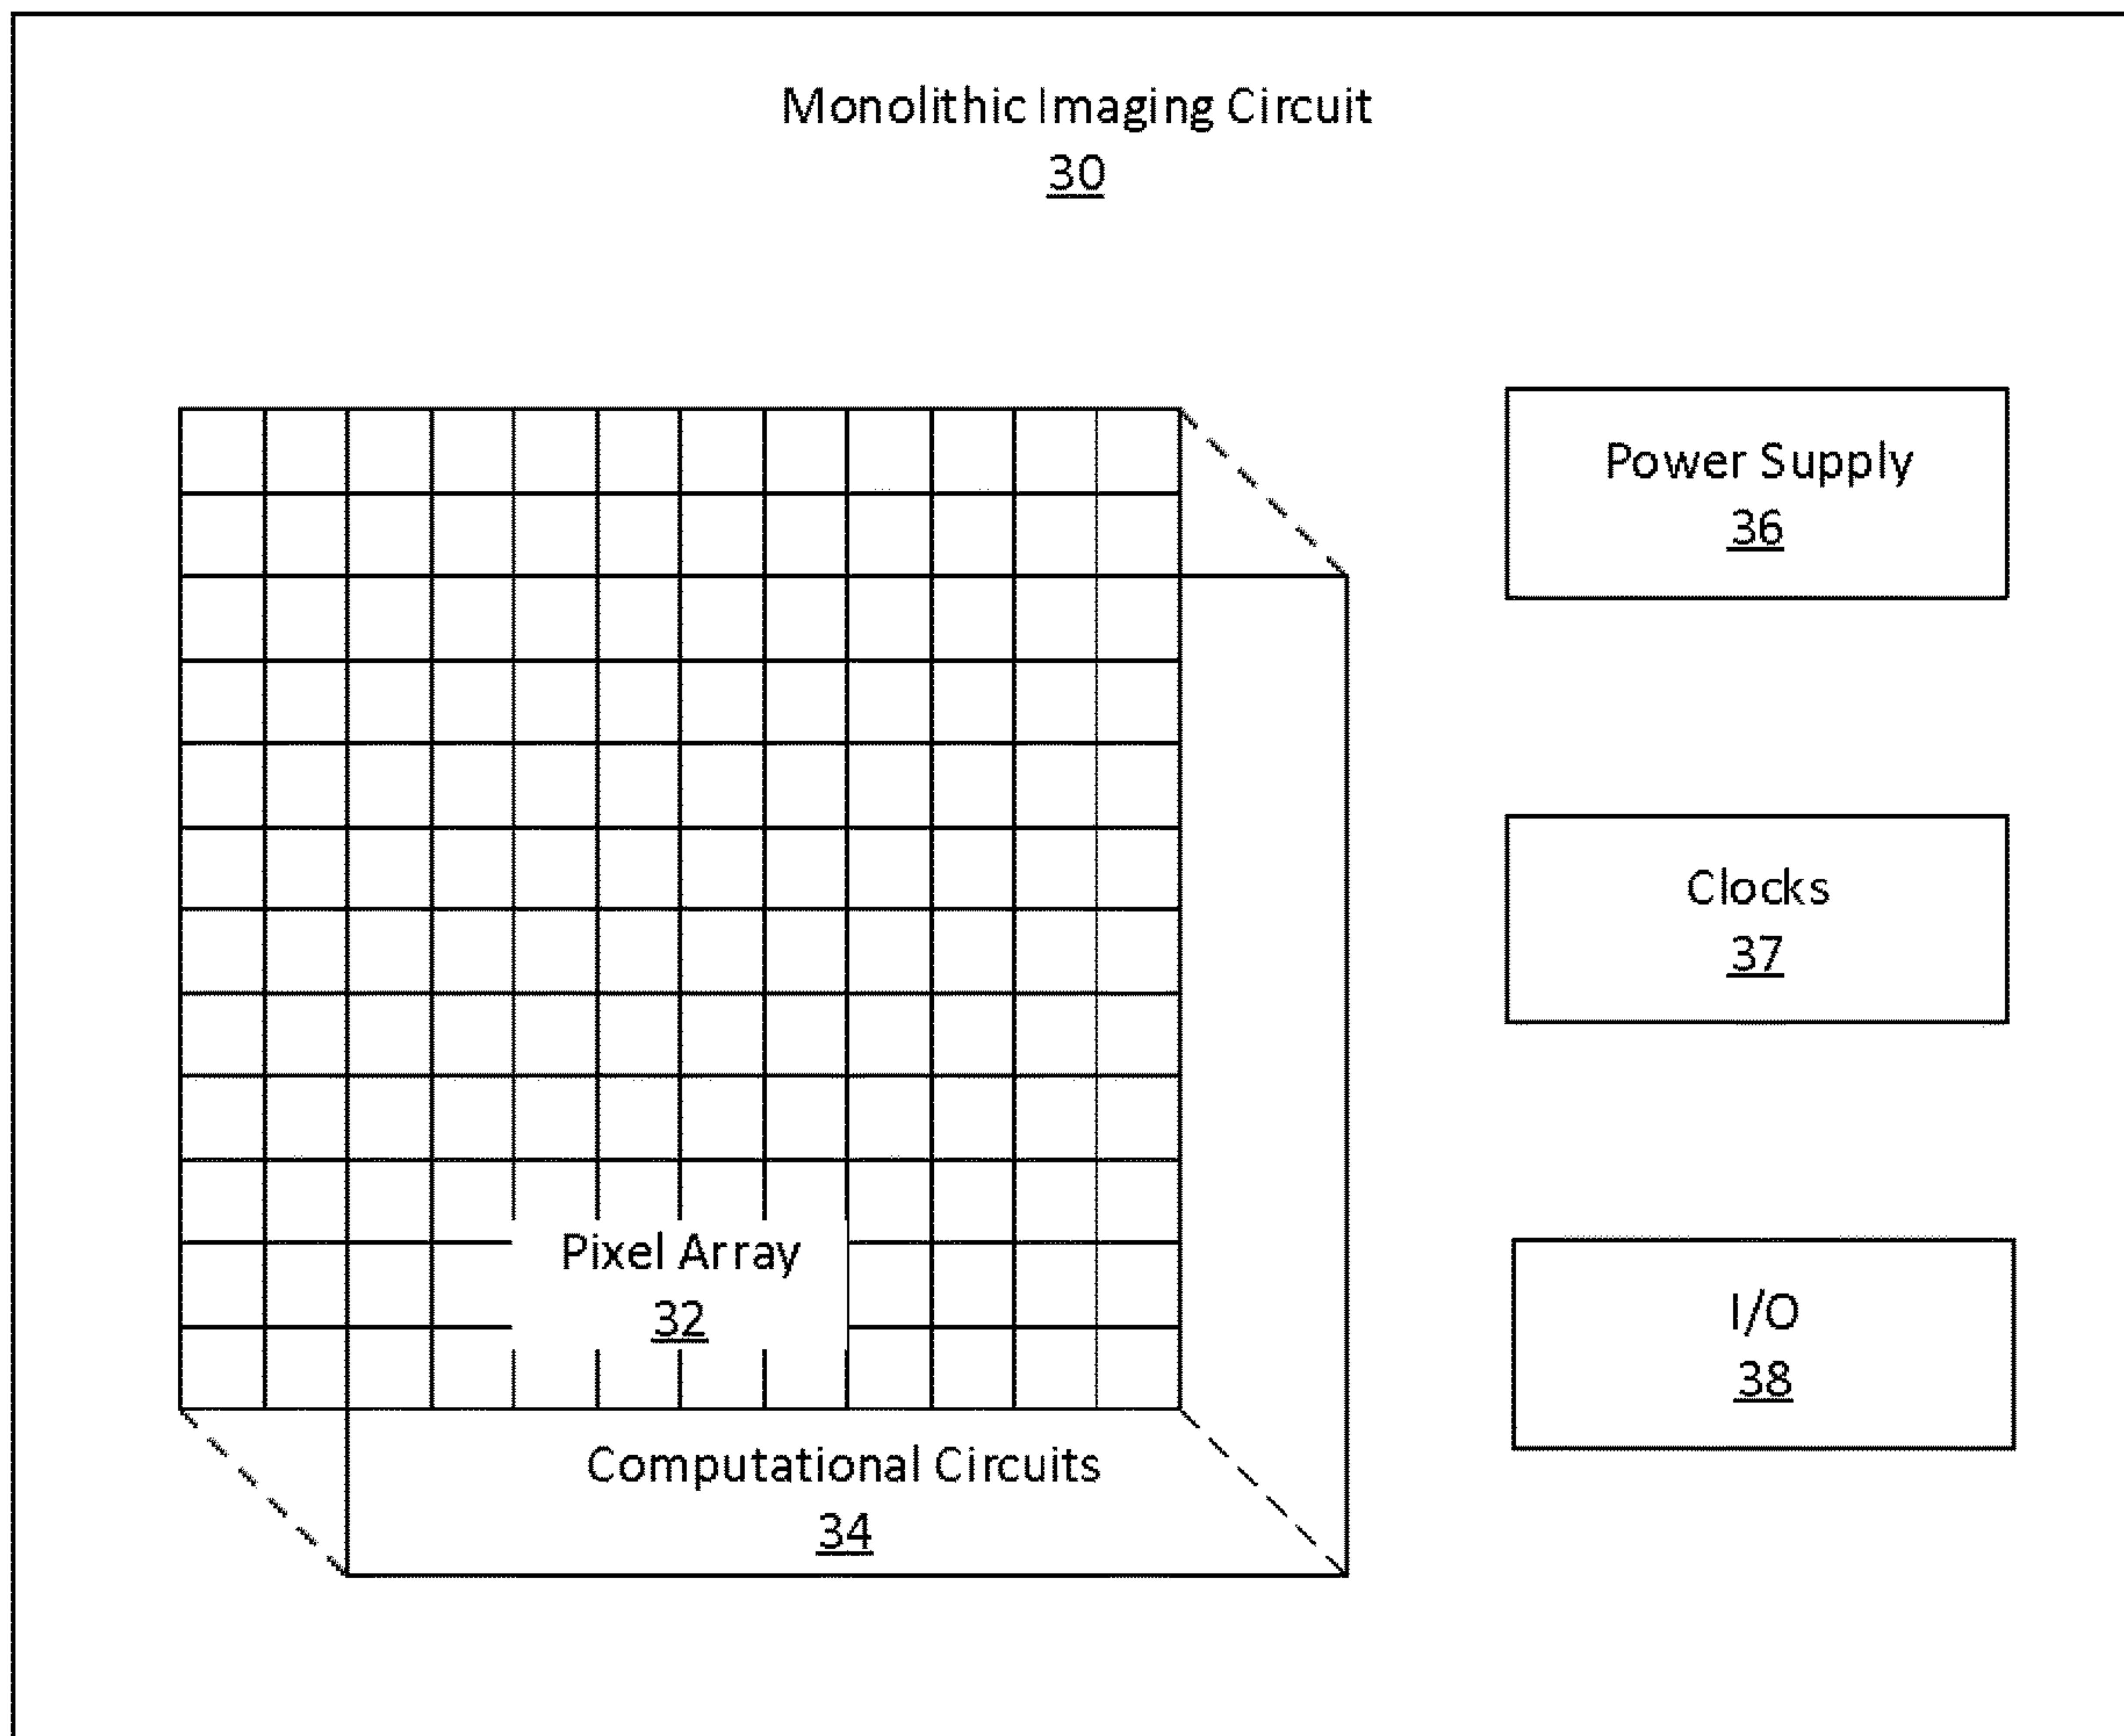 Monolithic Imaging Circuit
30
Power Supply
36
Clocks
37
Pixel Array
32
I/O
38
Computational Circuits
34